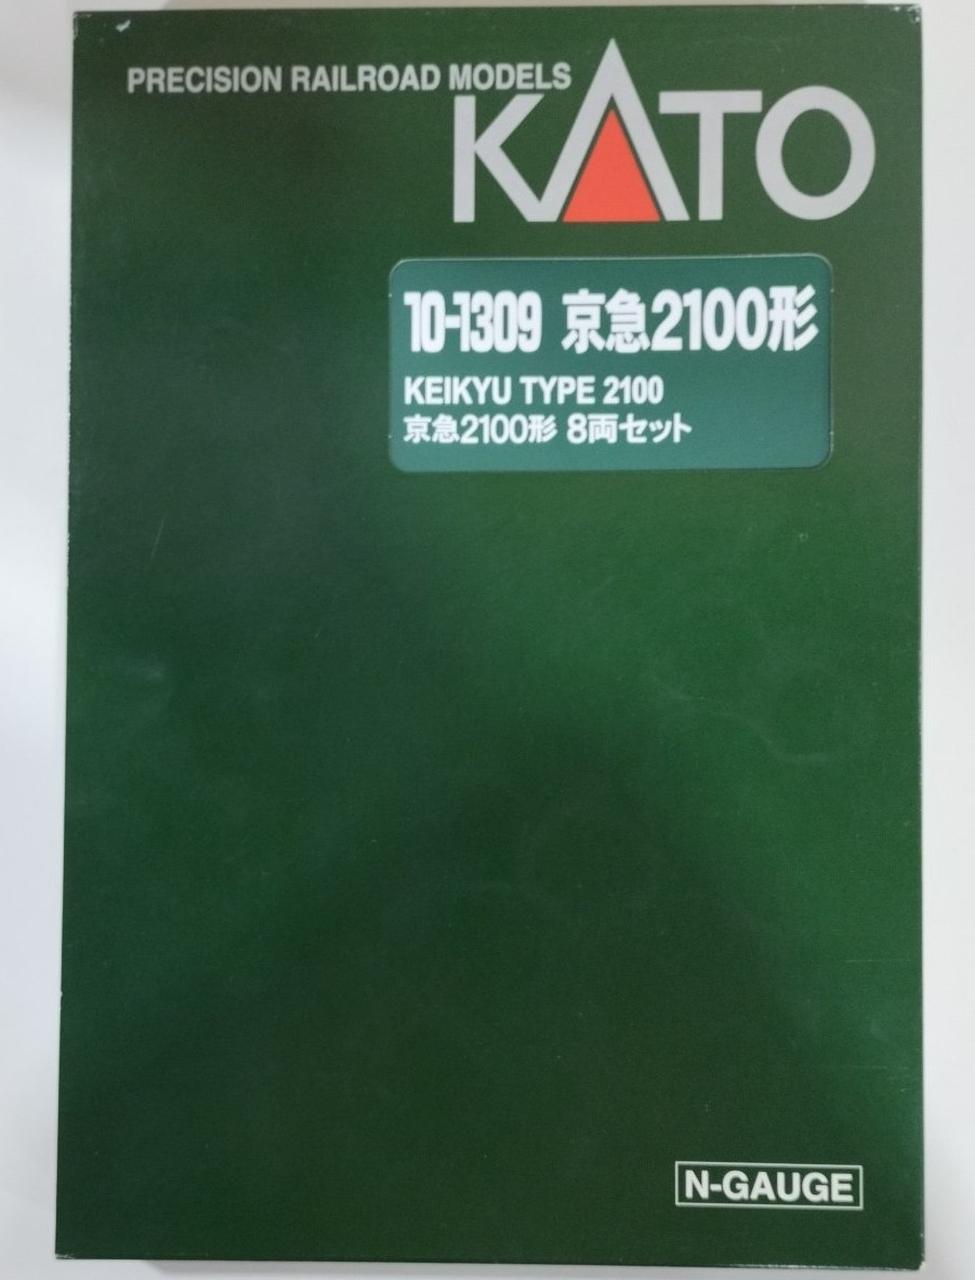 PRECISION RAILROAD MODELS
KATO
10-1309 京急2100形
KEIKYU TYPE 2100
京急2100形 8両セット
N-GAUGE